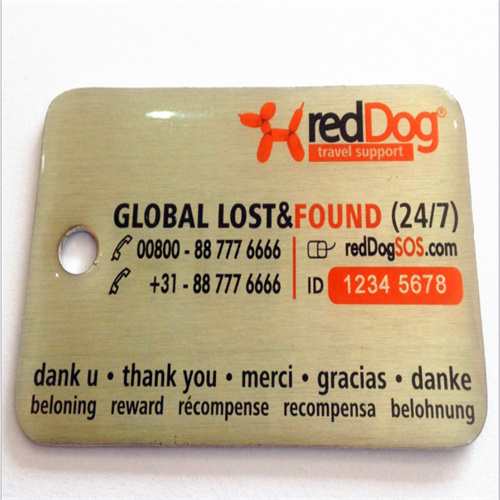 redDog®
travel support
GLOBAL LOST&FOUND (24/7)
00800 - 88 777 6666
redDogSOS.com
+31 - 88 777 6666
ID 1234 5678
dank u • thank you • merci • gracias • danke
beloning reward récompense recompensa belohnung